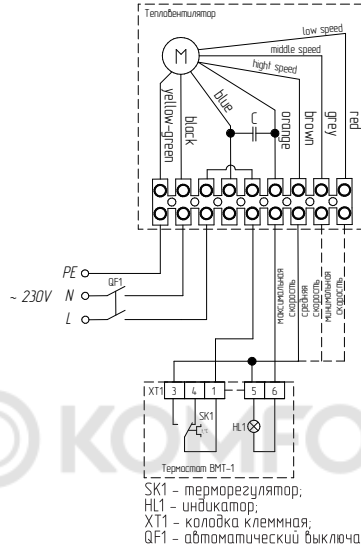 Тепловентилятор
low speed
middle speed
hight speed
M
yellow-green
black
blue
C
orange
brown
grey
red
PE
QF1
~ 230V
N
L
максимальная
скорость
средняя
скорость
минимальная
скорость
XT1 3 4 1 5 6
SK1
t°
HL1
Термостат BMT-1
KOMFO
SK1 - терморегулятор;
HL1 - индикатор;
XT1 - колодка клеммная;
QF1 - автоматический выключа